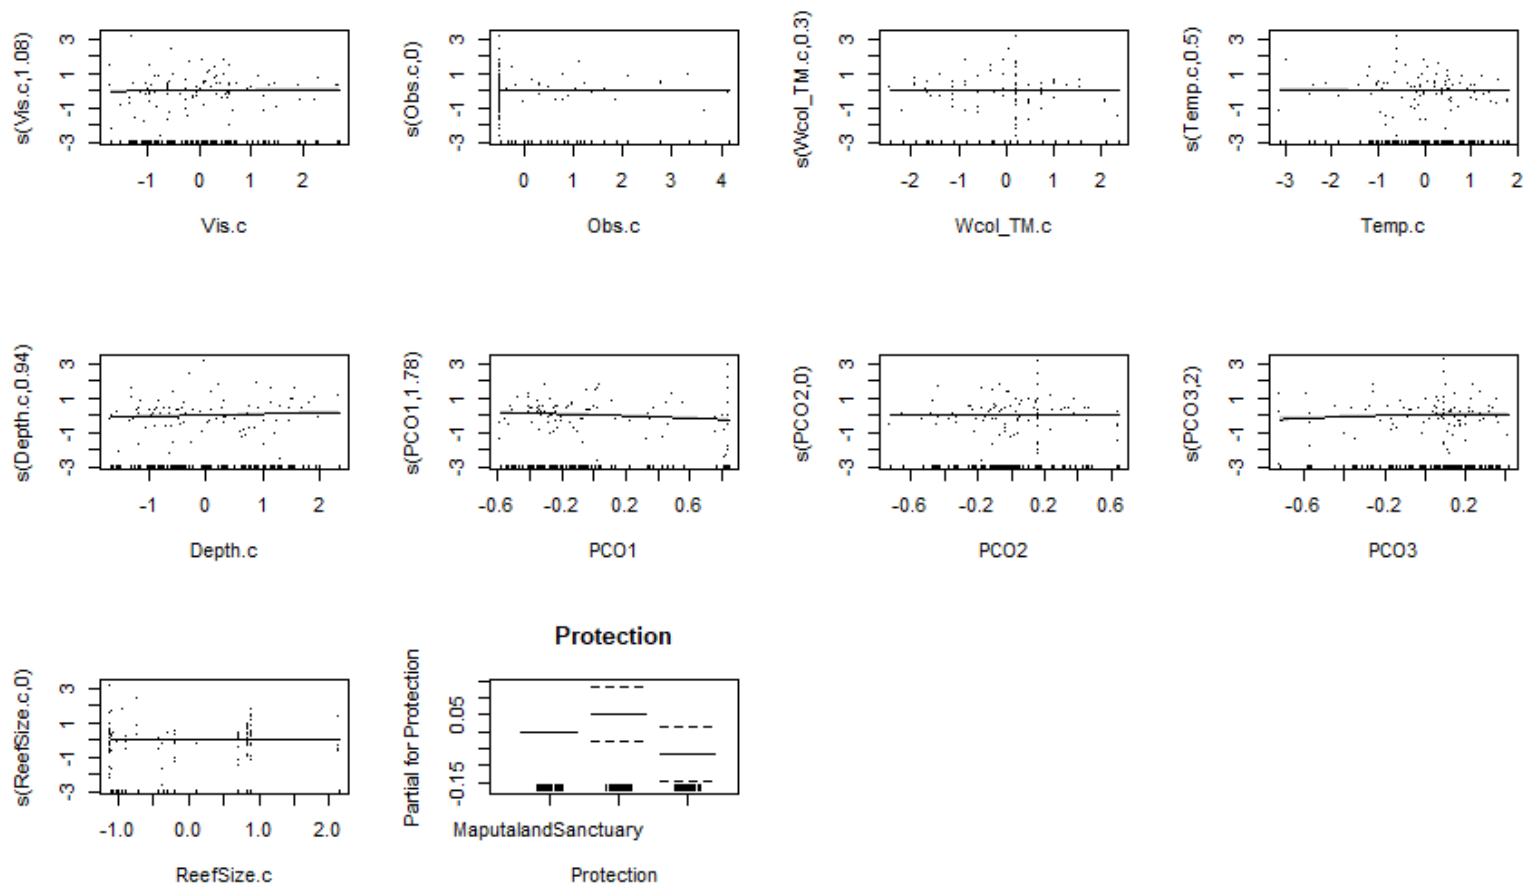 s(Vis.c,1.08)
3
1
-1
-3
-1 0 1 2
Vis.c
s(Obs.c,0)
3
1
-1
-3
0 1 2 3 4
Obs.c
s(Wcol_TM.c,0.3)
3
1
-1
-3
-2 -1 0 1 2
Wcol_TM.c
s(Temp.c,0.5)
3
1
-1
-3
-3 -2 -1 0 1 2
Temp.c
s(Depth.c,0.94)
3
1
-1
-3
-1 0 1 2
Depth.c
s(PCO1,1.78)
3
1
-1
-3
-0.6 -0.2 0.2 0.6
PCO1
s(PCO2,0)
3
1
-1
-3
-0.6 -0.2 0.2 0.6
PCO2
s(PCO3,2)
3
1
-1
-3
-0.6 -0.2 0.2
PCO3
s(ReefSize.c,0)
3
1
-1
-3
-1.0 0.0 1.0 2.0
ReefSize.c
Protection
Partial for Protection
0.05
-0.15
MaputalandSanctuary
Protection